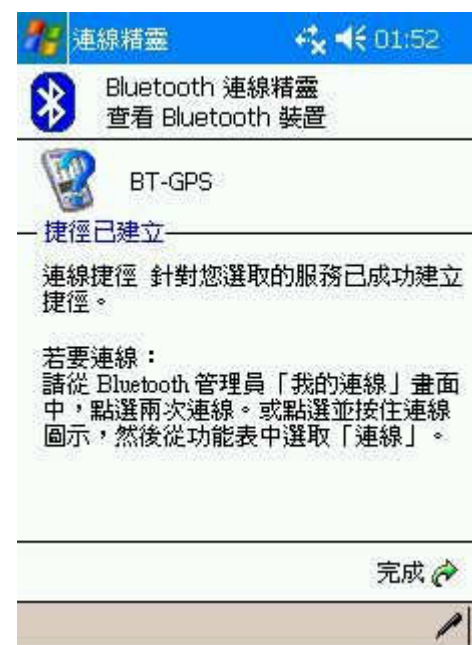 連線精靈 01:52
Bluetooth 連線精靈
查看 Bluetooth 裝置
BT-GPS
捷徑已建立
連線捷徑 針對您選取的服務已成功建立
捷徑。
若要連線：
請從 Bluetooth 管理員「我的連線」畫面
中，點選兩次連線。或點選並按住連線
圖示，然後從功能表中選取「連線」。
完成